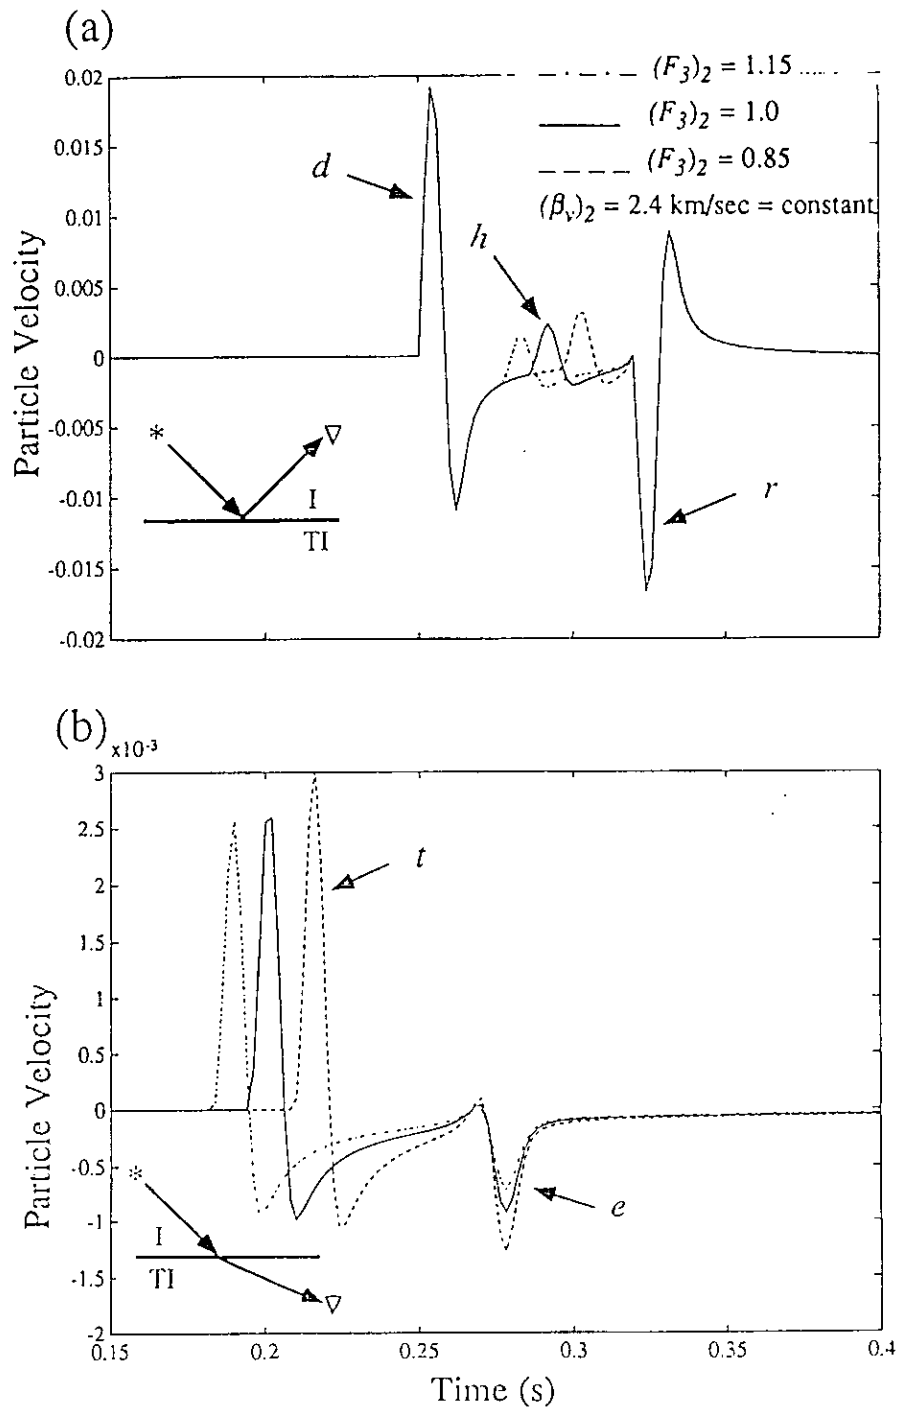 (a)
(F3)2 = 1.15
(F3)2 = 1.0
(F3)2 = 0.85
(βv)2 = 2.4 km/sec = constant
0.02
0.015
0.01
0.005
0
-0.005
-0.01
-0.015
-0.02
Particle Velocity
d
h
r
*
I
TI
(b)
x10-3
3
2.5
2
1.5
1
0.5
0
-0.5
-1
-1.5
-2
Particle Velocity
t
e
*
I
TI
0.15 0.2 0.25 0.3 0.35 0.4
Time (s)